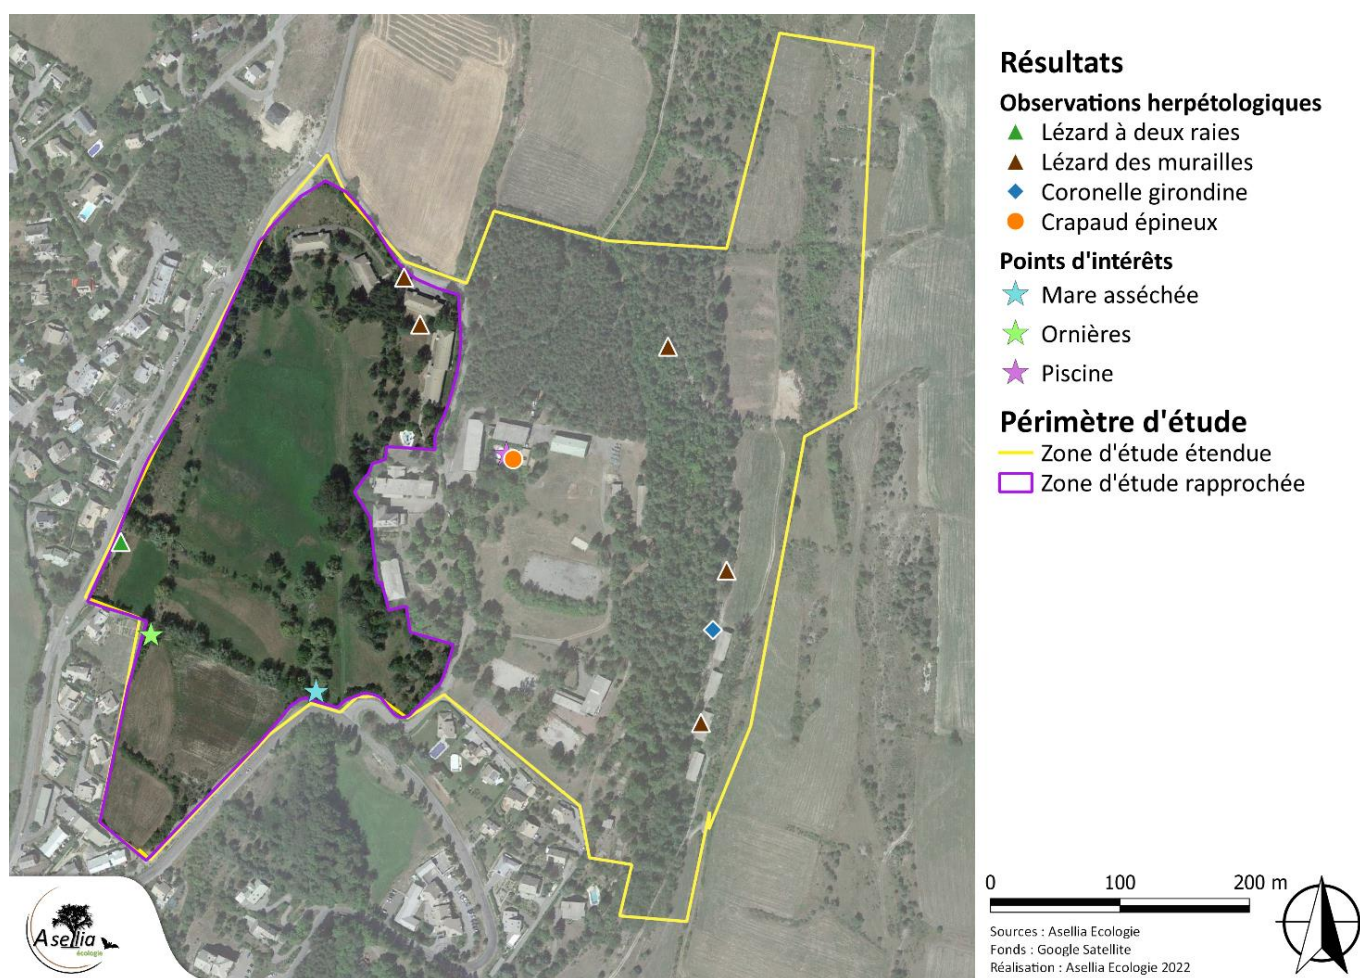 Résultats
Observations herpétologiques
Lézard à deux raies
Lézard des murailles
Coronelle girondine
Crapaud épineux
Points d'intérêts
Mare asséchée
Ornières
Piscine
Périmètre d'étude
Zone d'étude étendue
Zone d'étude rapprochée
0 100 200 m
Sources : Asellia Ecologie
Fonds : Google Satellite
Réalisation : Asellia Ecologie 2022
Asellia
écologie